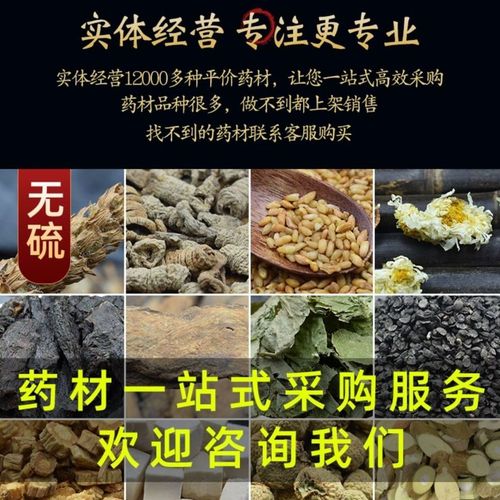 实体经营 专注更专业
实体经营12000多种平价药材，让您一站式高效采购
药材品种很多，做不到都上架销售
找不到的药材联系客服购买
无硫
药材一站式采购服务
欢迎咨询我们